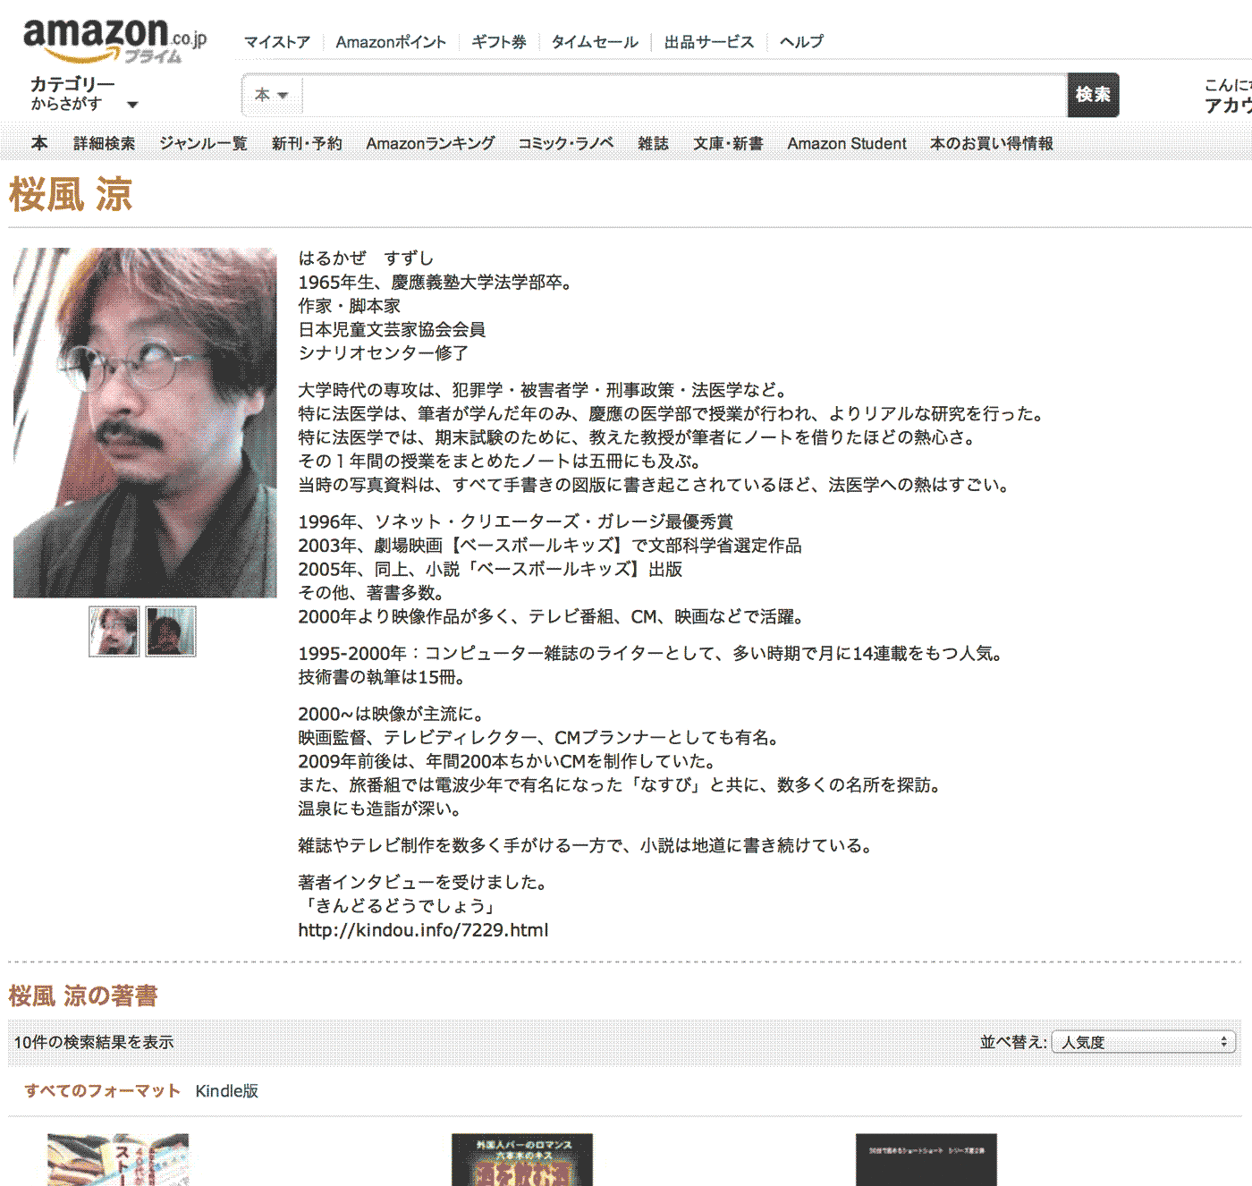 amazon.co.jp
プライム
マイストア
Amazonポイント
ギフト券
タイムセール
出品サービス
ヘルプ
カテゴリー
からさがす
本
検索
こんに
アカウ
本
詳細検索
ジャンル一覧
新刊・予約
Amazonランキング
コミック・ラノベ
雑誌
文庫・新書
Amazon Student
本のお買い得情報
桜風 涼
はるかぜ　すずし
1965年生、慶應義塾大学法学部卒。
作家・脚本家
日本児童文芸家協会会員
シナリオセンター修了
大学時代の専攻は、犯罪学・被害者学・刑事政策・法医学など。
特に法医学は、筆者が学んだ年のみ、慶應の医学部で授業が行われ、よりリアルな研究を行った。
特に法医学では、期末試験のために、教えた教授が筆者にノートを借りたほどの熱心さ。
その１年間の授業をまとめたノートは五冊にも及ぶ。
当時の写真資料は、すべて手書きの図版に書き起こされているほど、法医学への熱はすごい。
1996年、ソネット・クリエーターズ・ガレージ最優秀賞
2003年、劇場映画【ベースボールキッズ】で文部科学省選定作品
2005年、同上、小説「ベースボールキッズ】出版
その他、著書多数。
2000年より映像作品が多く、テレビ番組、CM、映画などで活躍。
1995-2000年：コンピューター雑誌のライターとして、多い時期で月に14連載をもつ人気。
技術書の執筆は15冊。
2000~は映像が主流に。
映画監督、テレビディレクター、CMプランナーとしても有名。
2009年前後は、年間200本ちかいCMを制作していた。
また、旅番組では電波少年で有名になった「なすび」と共に、数多くの名所を探訪。
温泉にも造詣が深い。
雑誌やテレビ制作を数多く手がける一方で、小説は地道に書き続けている。
著者インタビューを受けました。
「きんどるどうでしょう」
http://kindou.info/7229.html
桜風 涼の著書
10件の検索結果を表示
並べ替え: 人気度
すべてのフォーマット
Kindle版
スト
外国人バーのロマンス
六本木のキス
酒を飲む酒
30分で読めるショートショート　シリーズ第2弾